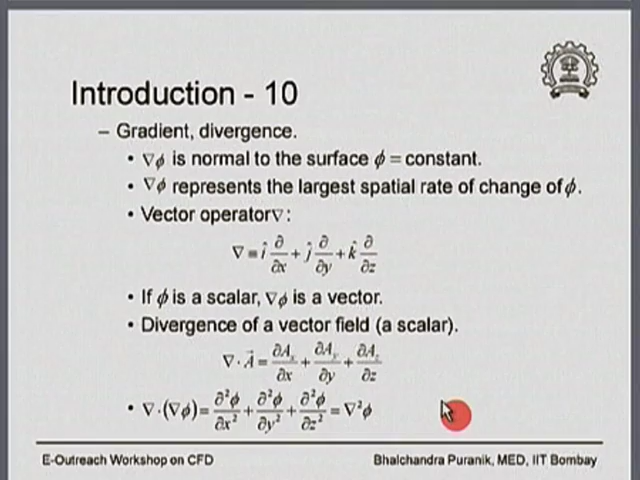 Introduction - 10
– Gradient, divergence.
• ∇ϕ is normal to the surface ϕ = constant.
• ∇ϕ represents the largest spatial rate of change of ϕ.
• Vector operator∇ :
∇ ≡ î ∂/∂x + ĵ ∂/∂y + k̂ ∂/∂z
• If ϕ is a scalar, ∇ϕ is a vector.
• Divergence of a vector field (a scalar).
∇ · A⃗ = ∂Aₓ/∂x + ∂A_y/∂y + ∂A_z/∂z
• ∇·(∇ϕ) = ∂²ϕ/∂x² + ∂²ϕ/∂y² + ∂²ϕ/∂z² = ∇²ϕ
E-Outreach Workshop on CFD
Bhalchandra Puranik, MED, IIT Bombay